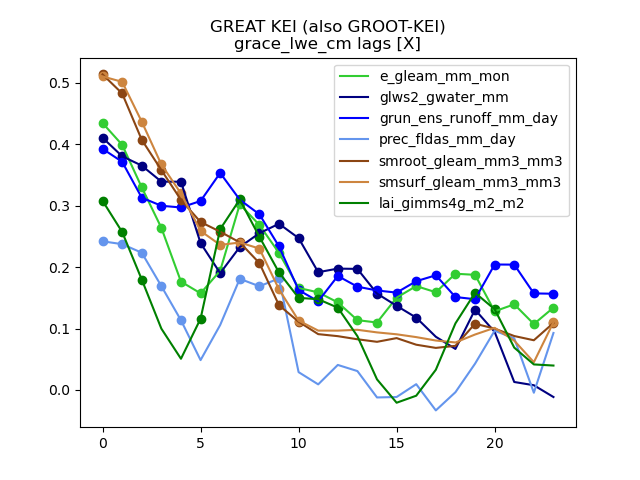 GREAT KEI (also GROOT-KEI)
grace_lwe_cm lags [X]
e_gleam_mm_mon
glws2_gwater_mm
grun_ens_runoff_mm_day
prec_fldas_mm_day
smroot_gleam_mm3_mm3
smsurf_gleam_mm3_mm3
lai_gimms4g_m2_m2
0.5
0.4
0.3
0.2
0.1
0.0
0 5 10 15 20